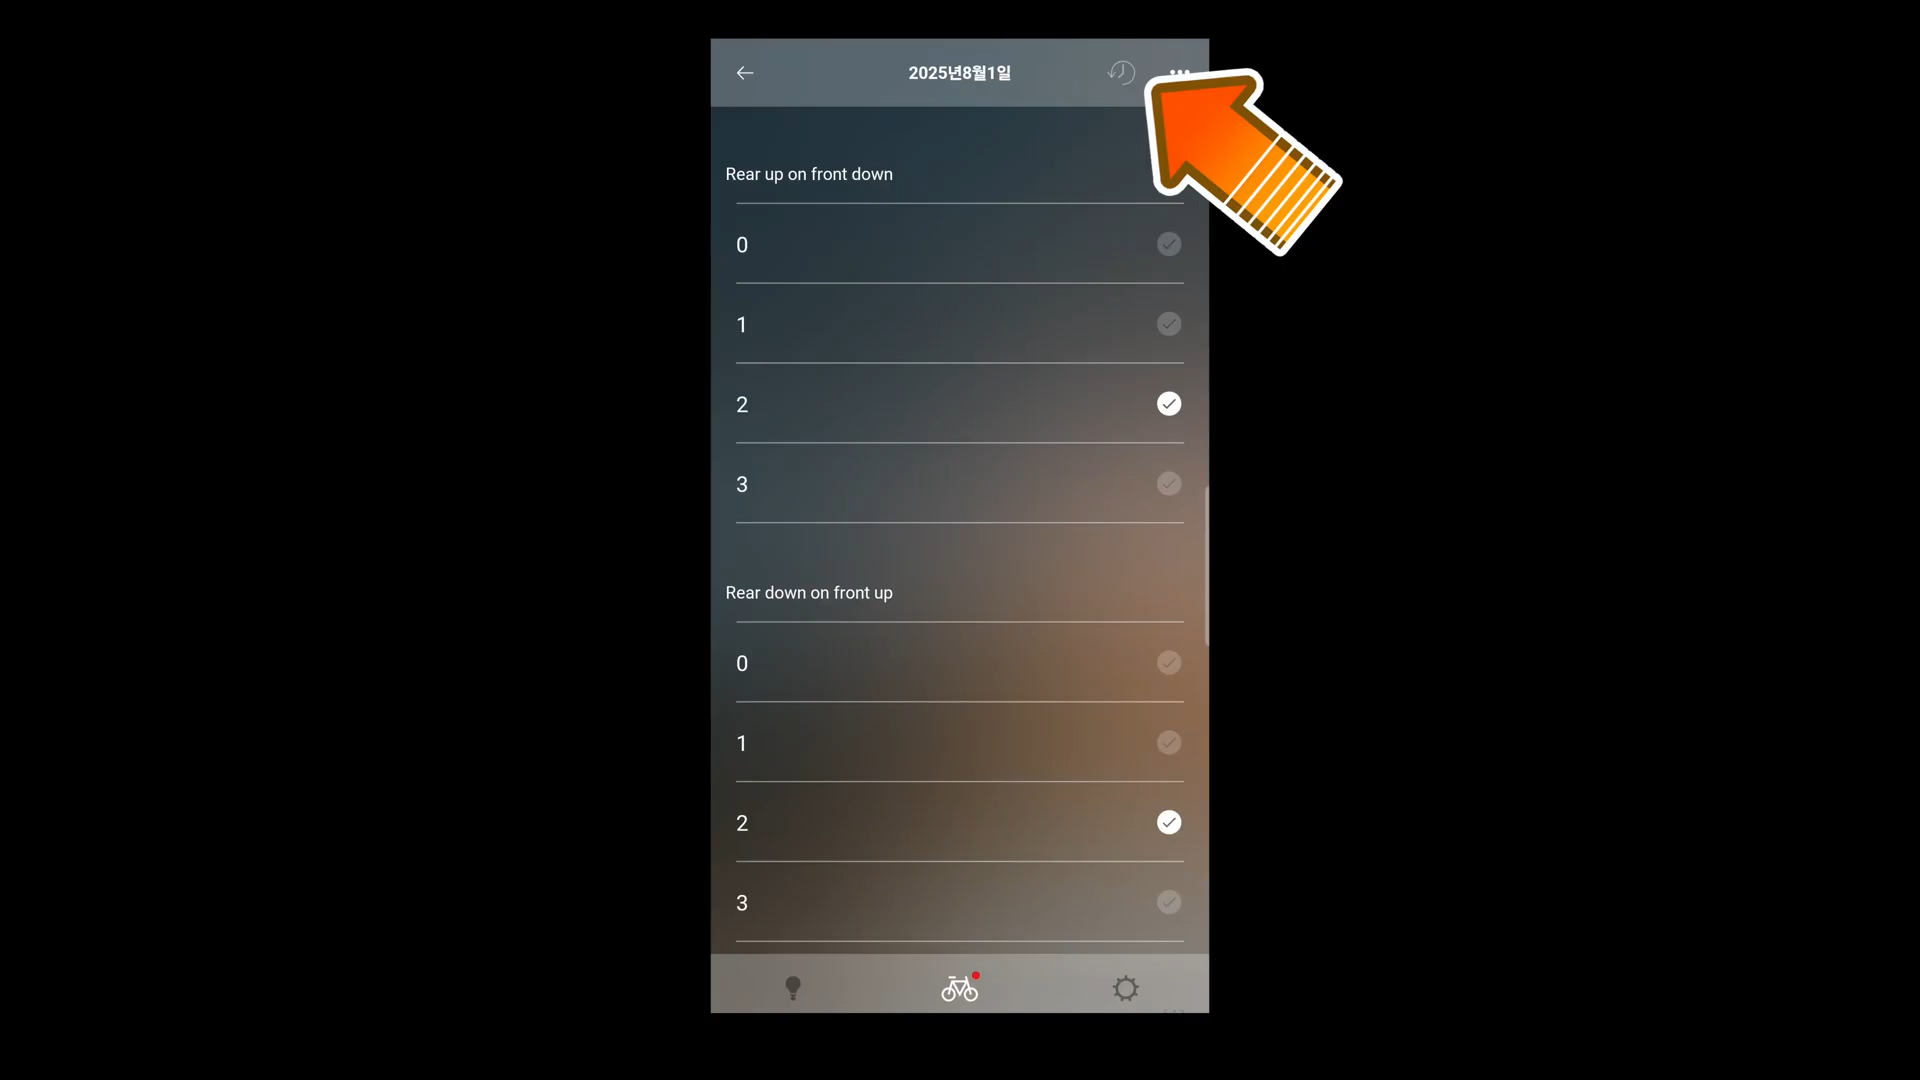 2025년8월1일
Rear up on front down
0
1
2
3
Rear down on front up
0
1
2
3